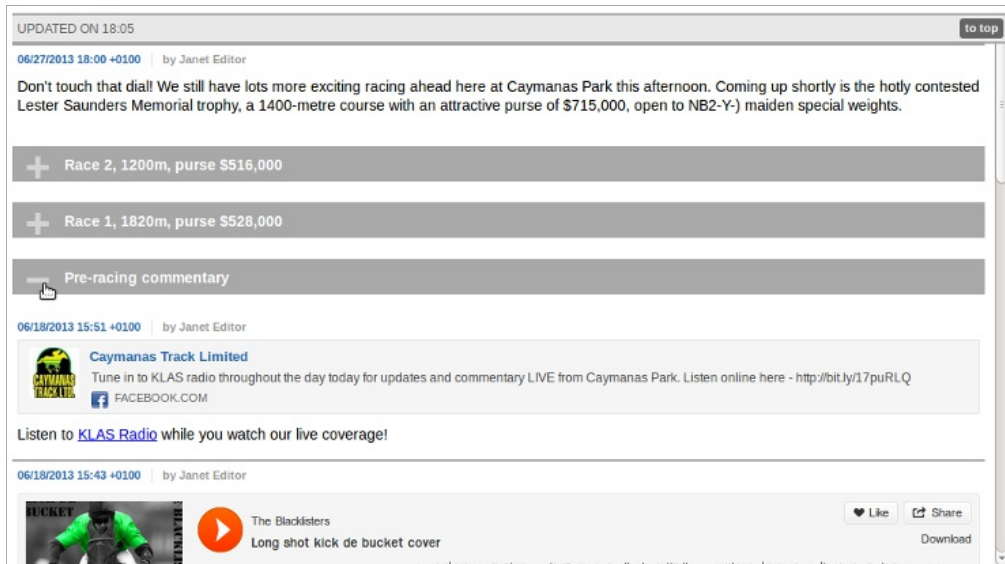 UPDATED ON 18:05
to top
06/27/2013 18:00 +0100 by Janet Editor
Don't touch that dial! We still have lots more exciting racing ahead here at Caymanas Park this afternoon. Coming up shortly is the hotly contested
Lester Saunders Memorial trophy, a 1400-metre course with an attractive purse of $715,000, open to NB2-Y-) maiden special weights.
Race 2, 1200m, purse $516,000
Race 1, 1820m, purse $528,000
Pre-racing commentary
06/18/2013 15:51 +0100 by Janet Editor
CAYMANAS
TRACK LTD.
Caymanas Track Limited
Tune in to KLAS radio throughout the day today for updates and commentary LIVE from Caymanas Park. Listen online here - http://bit.ly/17puRLQ
FACEBOOK.COM
Listen to KLAS Radio while you watch our live coverage!
06/18/2013 15:43 +0100 by Janet Editor
BUCKET
The Blacklisters
Long shot kick de bucket cover
Like
Share
Download